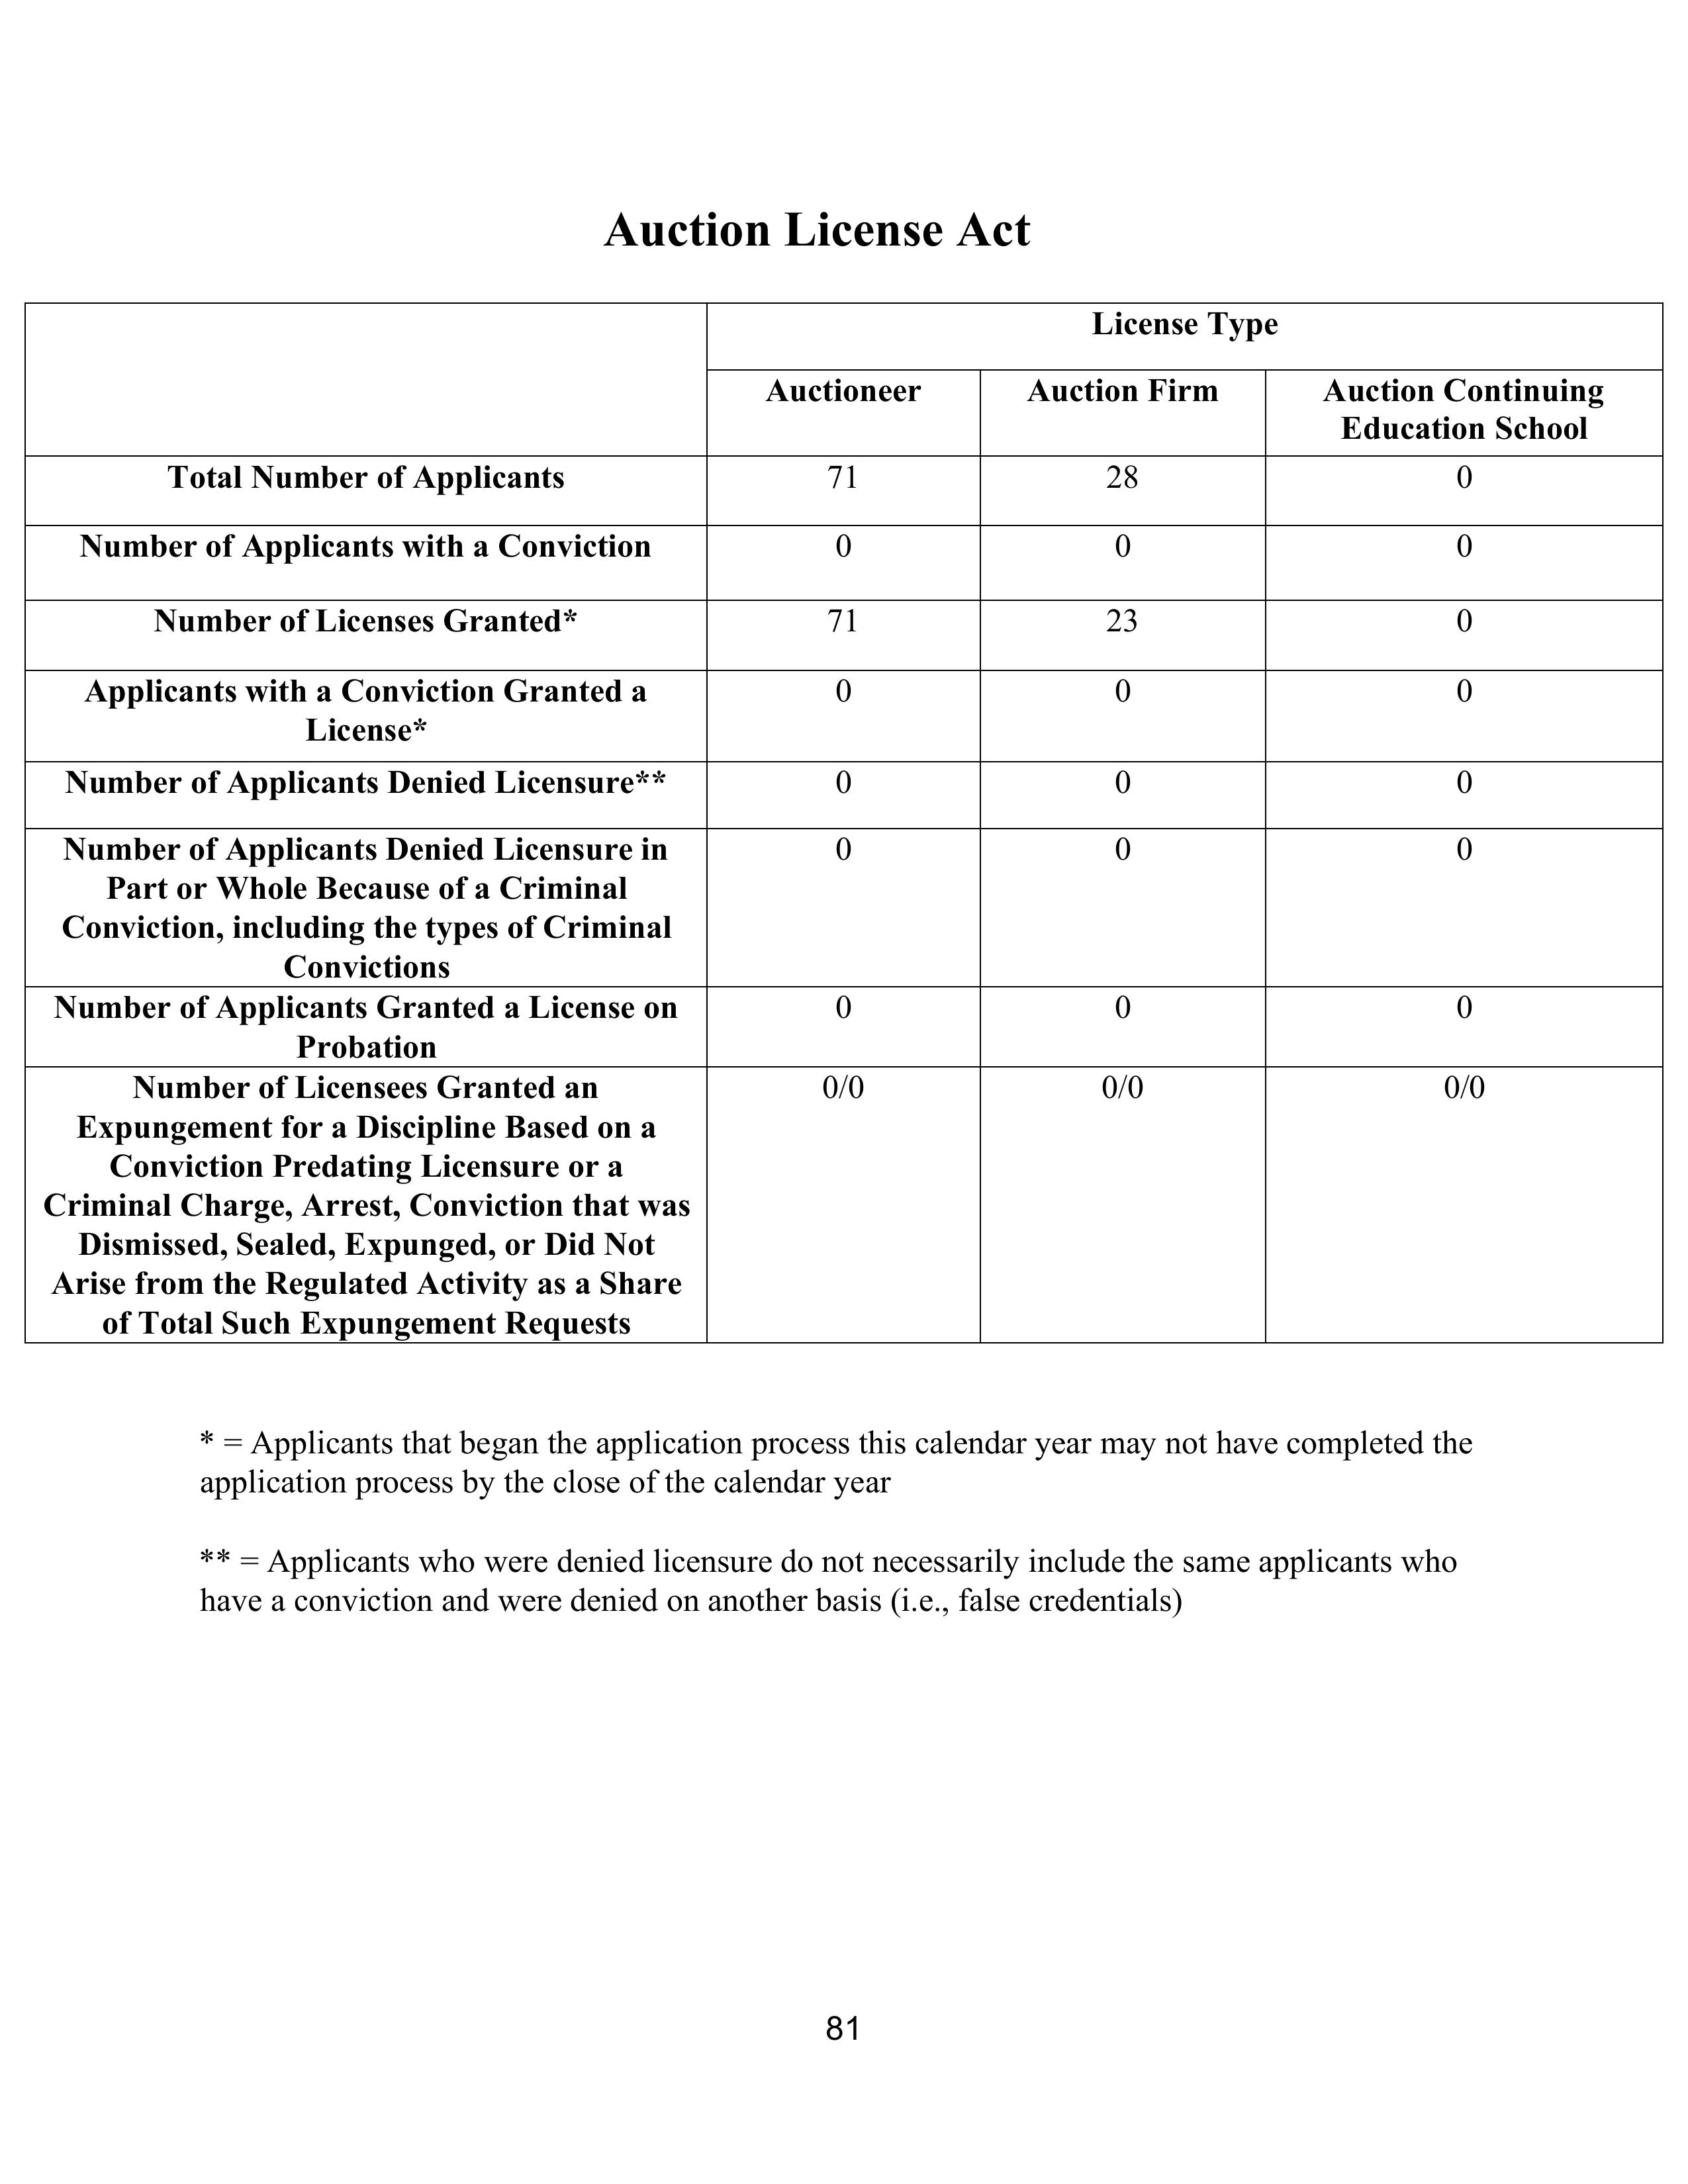 Auction License Act
License Type
Auctioneer Auction Firm Auction Continuing
Education School
Total Number of Applicants 71 28 0
Number of Applicants with a Conviction 0 0 0
Number of Licenses Granted* 71 23 0
Applicants with a Conviction Granted a 0 0 0
License*
Number of Applicants Denied Licensure** 0 0 0
Number of Applicants Denied Licensure in 0 0 0
Part or Whole Because of a Criminal
Conviction, including the types of Criminal
Convictions
Number of Applicants Granted a License on 0 0 0
Probation
Number of Licensees Granted an 0/0 0/0 0/0
Expungement for a Discipline Based on a
Conviction Predating Licensure or a
Criminal Charge, Arrest, Conviction that was
Dismissed, Sealed, Expunged, or Did Not
Arise from the Regulated Activity as a Share
of Total Such Expungement Requests
* = Applicants that began the application process this calendar year may not have completed the
application process by the close of the calendar year
** = Applicants who were denied licensure do not necessarily include the same applicants who
have a conviction and were denied on another basis (i.e., false credentials)
81